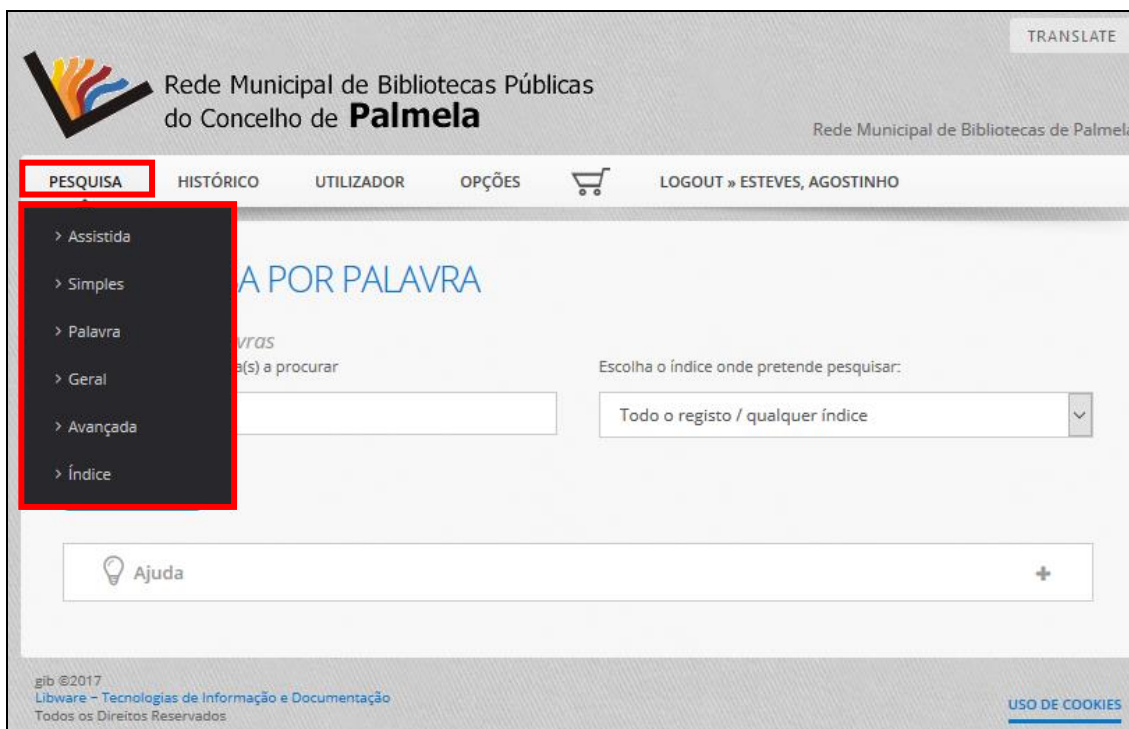 TRANSLATE
Rede Municipal de Bibliotecas Públicas
do Concelho de Palmela
Rede Municipal de Bibliotecas de Palmela
PESQUISA HISTÓRICO UTILIZADOR OPÇÕES LOGOUT » ESTEVES, AGOSTINHO
> Assistida
> Simples
> Palavra
> Geral
> Avançada
> Índice
A POR PALAVRA
vras
a(s) a procurar
Escolha o índice onde pretende pesquisar:
Todo o registo / qualquer índice
Ajuda +
gib ©2017
Libware – Tecnologias de Informação e Documentação
Todos os Direitos Reservados
USO DE COOKIES